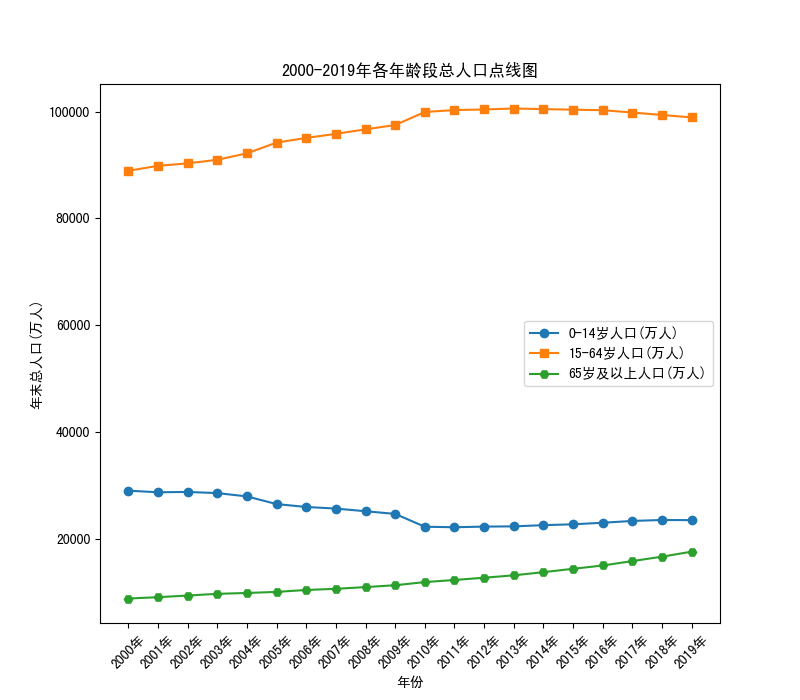 2000-2019年各年龄段总人口点线图
100000
80000
60000
40000
20000
年末总人口(万人)
0-14岁人口(万人)
15-64岁人口(万人)
65岁及以上人口(万人)
2000年
2001年
2002年
2003年
2004年
2005年
2006年
2007年
2008年
2009年
2010年
2011年
2012年
2013年
2014年
2015年
2016年
2017年
2018年
2019年
年份